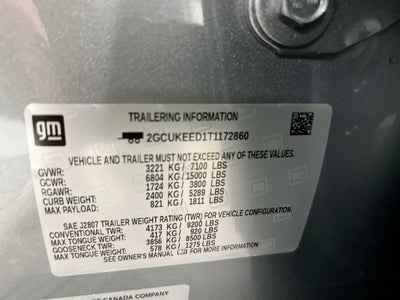 gm
TRAILERING INFORMATION
2GCUKEED1T1172860
VEHICLE AND TRAILER MUST NOT EXCEED ANY OF THESE WEIGHTS
GVWR: 3221 KG / 7100 LBS
GCWR: 6804 KG / 15000 LBS
RGAWR: 1724 KG / 3800 LBS
CURB WEIGHT: 2400 KG / 5289 LBS
MAX PAYLOAD: 821 KG / 1811 LBS
SAE J2807 TRAILER WEIGHT RATING (TWR) FOR VEHICLE CONFIGURATION.
CONVENTIONAL TWR: 4173 KG / 9200 LBS
MAX TONGUE WEIGHT: 417 KG / 920 LBS
GOOSENECK TWR: 3856 KG / 8500 LBS
MAX TONGUE WEIGHT: 578 KG / 1275 LBS
SEE OWNER'S MANUAL FOR MORE INFORMATION
OF CANADA COMPANY